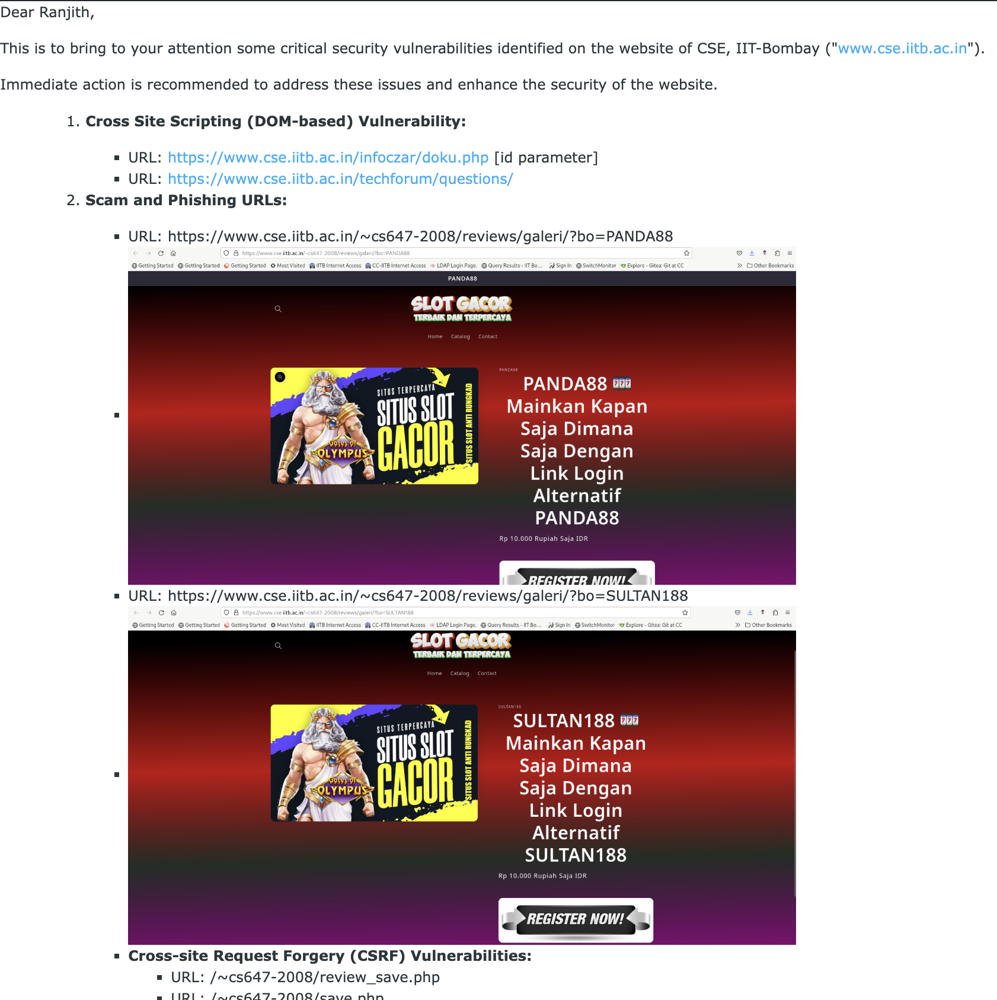 Dear Ranjith,
This is to bring to your attention some critical security vulnerabilities identified on the website of CSE, IIT-Bombay ("www.cse.iitb.ac.in").
Immediate action is recommended to address these issues and enhance the security of the website.
1. Cross Site Scripting (DOM-based) Vulnerability:
URL: https://www.cse.iitb.ac.in/infoczar/doku.php [id parameter]
URL: https://www.cse.iitb.ac.in/techforum/questions/
2. Scam and Phishing URLs:
URL: https://www.cse.iitb.ac.in/~cs647-2008/reviews/galeri/?bo=PANDA88
https://www.cse.iitb.ac.in/~cs647-2008/reviews/galeri/?bo=PANDA88
Getting Started Getting Started Getting Started Most Visited IITB Internet Access CC-IITB Internet Access LDAP Login Page. Query Results - IIT Bo... Sign In SwitchMonitor Explore - Gitea: Git at CC Other Bookmarks
PANDA88
SLOT GACOR
TERBAIK DAN TERPERCAYA
Home Catalog Contact
SITUS TERPERCAYA
SITUS SLOT
GACOR
SITUS SLOT ANTI RUNGKAD
Gates of
OLYMPUS
PANDA88
PANDA88 777
Mainkan Kapan
Saja Dimana
Saja Dengan
Link Login
Alternatif
PANDA88
Rp 10.000 Rupiah Saja IDR
REGISTER NOW!
URL: https://www.cse.iitb.ac.in/~cs647-2008/reviews/galeri/?bo=SULTAN188
https://www.cse.iitb.ac.in/~cs647-2008/reviews/galeri/?bo=SULTAN188
Getting Started Getting Started Getting Started Most Visited IITB Internet Access CC-IITB Internet Access LDAP Login Page. Query Results - IIT Bo... Sign In SwitchMonitor Explore - Gitea: Git at CC Other Bookmarks
SLOT GACOR
TERBAIK DAN TERPERCAYA
Home Catalog Contact
SITUS TERPERCAYA
SITUS SLOT
GACOR
SITUS SLOT ANTI RUNGKAD
Gates of
OLYMPUS
SULTAN188
SULTAN188 777
Mainkan Kapan
Saja Dimana
Saja Dengan
Link Login
Alternatif
SULTAN188
Rp 10.000 Rupiah Saja IDR
REGISTER NOW!
Cross-site Request Forgery (CSRF) Vulnerabilities:
URL: /~cs647-2008/review_save.php
URL: /~cs647-2008/save.php